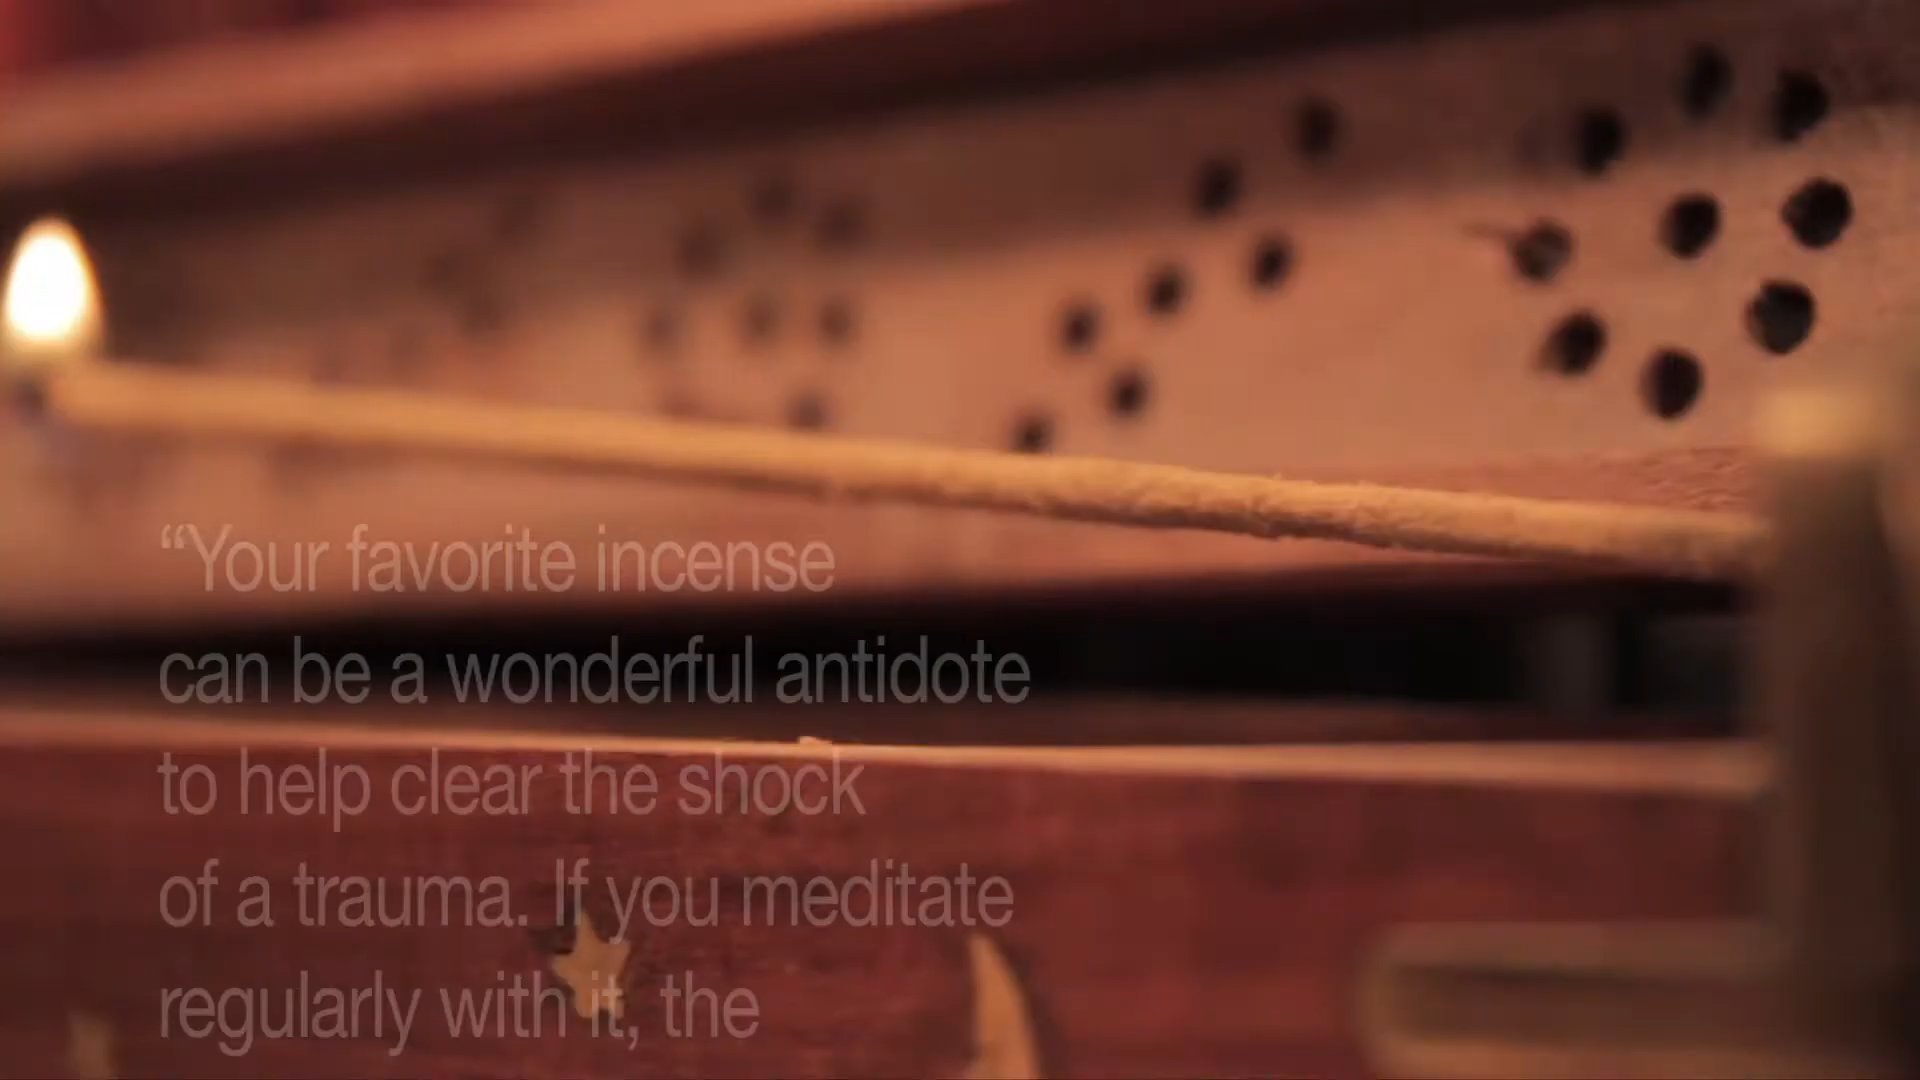 “Your favorite incense
can be a wonderful antidote
to help clear the shock
of a trauma. If you meditate
regularly with it, the